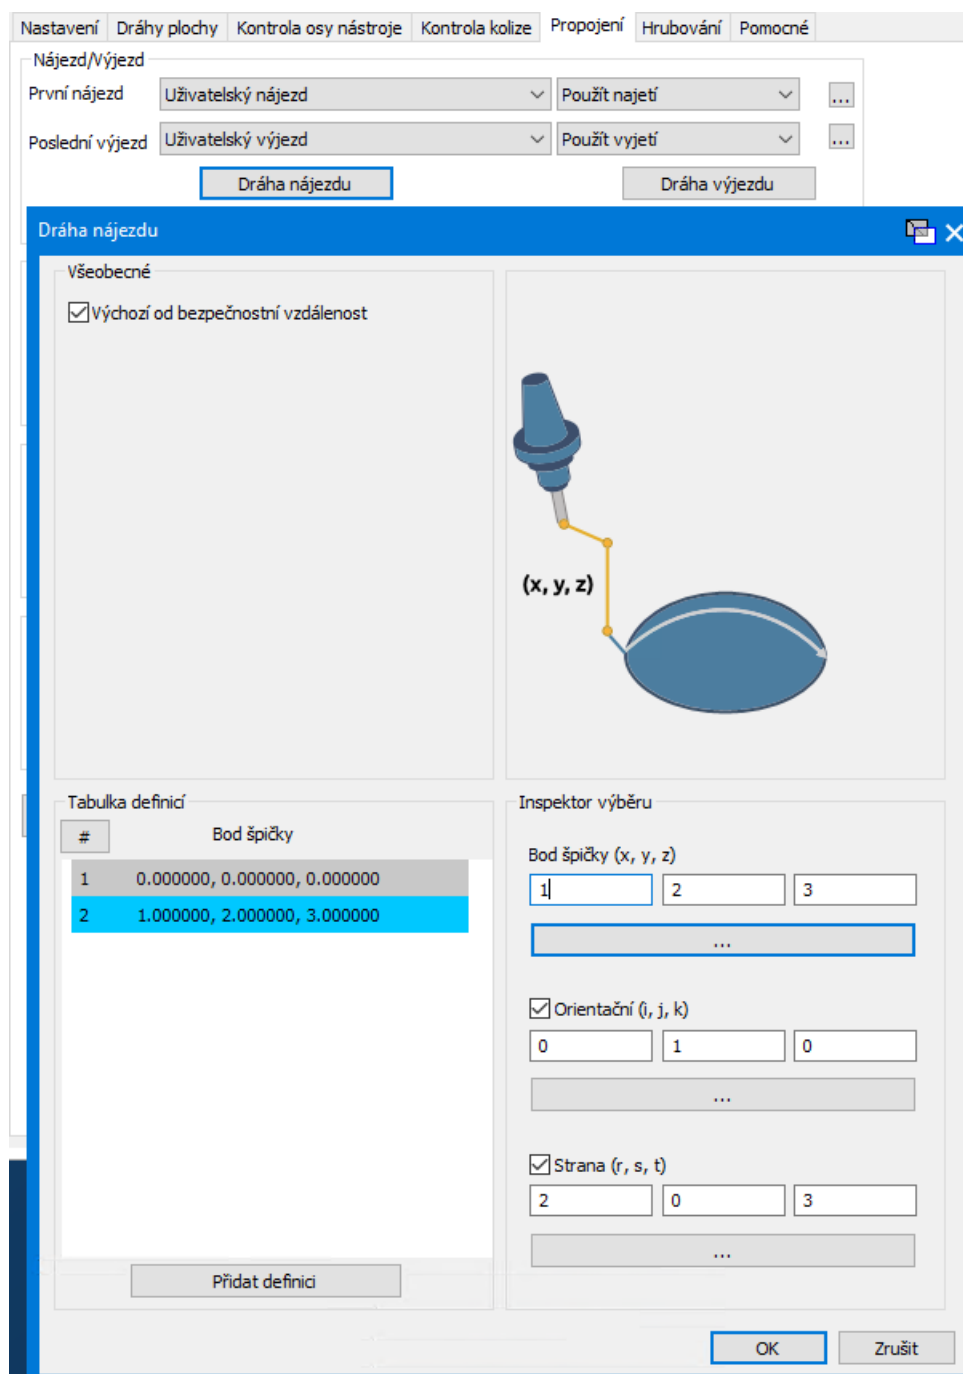 Nastavení Dráhy plochy Kontrola osy nástroje Kontrola kolize Propojení Hrubování Pomocné
Nájezd/Výjezd
První nájezd Uživatelský nájezd Použít najetí ...
Poslední výjezd Uživatelský výjezd Použít vyjetí ...
Dráha nájezdu Dráha výjezdu
Dráha nájezdu
Všeobecné
Výchozí od bezpečnostní vzdálenost
(x, y, z)
Tabulka definicí
# Bod špičky
1 0.000000, 0.000000, 0.000000
2 1.000000, 2.000000, 3.000000
Přidat definici
Inspektor výběru
Bod špičky (x, y, z)
1 2 3
...
Orientační (i, j, k)
0 1 0
...
Strana (r, s, t)
2 0 3
...
OK Zrušit